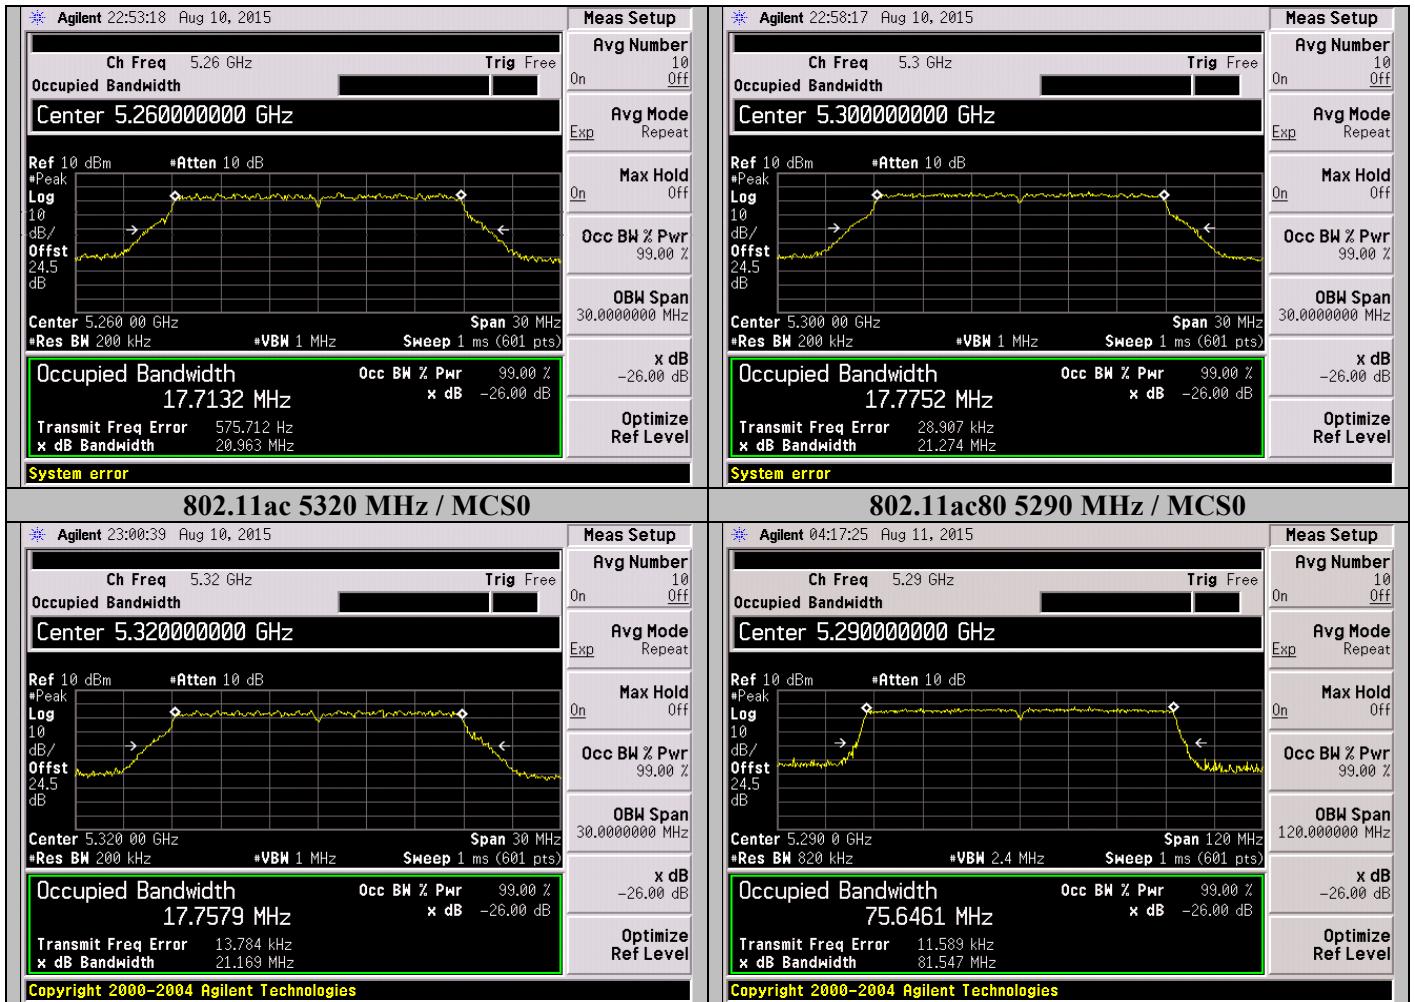 Agilent 22:53:18 Aug 10, 2015
Meas Setup
Ch Freq 5.26 GHz Trig Free
Occupied Bandwidth
Center 5.260000000 GHz
Ref 10 dBm #Atten 10 dB
#Peak
Log
10
dB/
Offst
24.5
dB
Center 5.260 00 GHz Span 30 MHz
#Res BW 200 kHz #VBW 1 MHz Sweep 1 ms (601 pts)
Occupied Bandwidth Occ BW % Pwr 99.00 %
17.7132 MHz x dB -26.00 dB
Transmit Freq Error 575.712 Hz
x dB Bandwidth 20.963 MHz
System error
Avg Number
10
On Off
Avg Mode
Exp Repeat
Max Hold
On Off
Occ BW % Pwr
99.00 %
OBW Span
30.0000000 MHz
x dB
-26.00 dB
Optimize
Ref Level
Agilent 22:58:17 Aug 10, 2015
Meas Setup
Ch Freq 5.3 GHz Trig Free
Occupied Bandwidth
Center 5.300000000 GHz
Ref 10 dBm #Atten 10 dB
#Peak
Log
10
dB/
Offst
24.5
dB
Center 5.300 00 GHz Span 30 MHz
#Res BW 200 kHz #VBW 1 MHz Sweep 1 ms (601 pts)
Occupied Bandwidth Occ BW % Pwr 99.00 %
17.7752 MHz x dB -26.00 dB
Transmit Freq Error 28.907 kHz
x dB Bandwidth 21.274 MHz
System error
Avg Number
10
On Off
Avg Mode
Exp Repeat
Max Hold
On Off
Occ BW % Pwr
99.00 %
OBW Span
30.0000000 MHz
x dB
-26.00 dB
Optimize
Ref Level
802.11ac 5320 MHz / MCS0
802.11ac80 5290 MHz / MCS0
Agilent 23:00:39 Aug 10, 2015
Meas Setup
Ch Freq 5.32 GHz Trig Free
Occupied Bandwidth
Center 5.320000000 GHz
Ref 10 dBm #Atten 10 dB
#Peak
Log
10
dB/
Offst
24.5
dB
Center 5.320 00 GHz Span 30 MHz
#Res BW 200 kHz #VBW 1 MHz Sweep 1 ms (601 pts)
Occupied Bandwidth Occ BW % Pwr 99.00 %
17.7579 MHz x dB -26.00 dB
Transmit Freq Error 13.784 kHz
x dB Bandwidth 21.169 MHz
Copyright 2000-2004 Agilent Technologies
Avg Number
10
On Off
Avg Mode
Exp Repeat
Max Hold
On Off
Occ BW % Pwr
99.00 %
OBW Span
30.0000000 MHz
x dB
-26.00 dB
Optimize
Ref Level
Agilent 04:17:25 Aug 11, 2015
Meas Setup
Ch Freq 5.29 GHz Trig Free
Occupied Bandwidth
Center 5.290000000 GHz
Ref 10 dBm #Atten 10 dB
#Peak
Log
10
dB/
Offst
24.5
dB
Center 5.290 0 GHz Span 120 MHz
#Res BW 820 kHz #VBW 2.4 MHz Sweep 1 ms (601 pts)
Occupied Bandwidth Occ BW % Pwr 99.00 %
75.6461 MHz x dB -26.00 dB
Transmit Freq Error 11.589 kHz
x dB Bandwidth 81.547 MHz
Copyright 2000-2004 Agilent Technologies
Avg Number
10
On Off
Avg Mode
Exp Repeat
Max Hold
On Off
Occ BW % Pwr
99.00 %
OBW Span
120.000000 MHz
x dB
-26.00 dB
Optimize
Ref Level